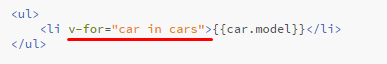 <ul>
    <li v-for="car in cars">{{car.model}}</li>
</ul>